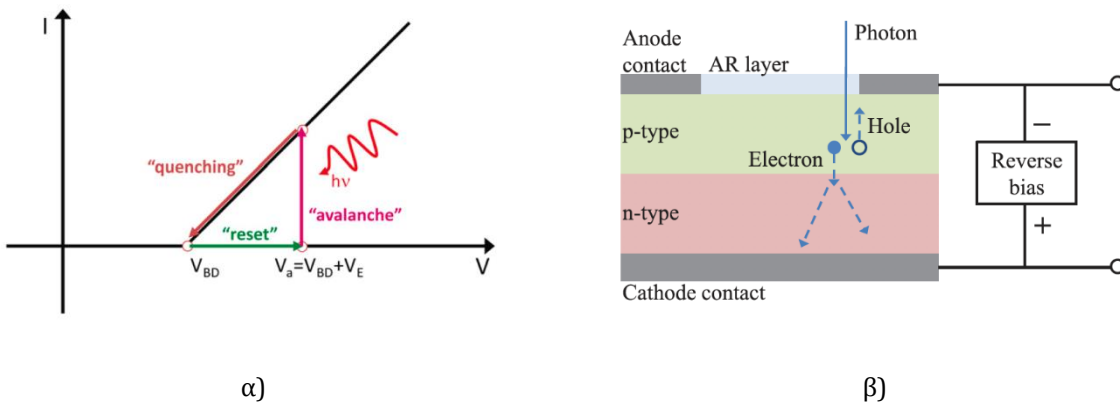 I
"quenching"
hν
"avalanche"
"reset"
V_BD
V_a=V_BD+V_E
V
α)
Photon
Anode
contact
AR layer
p-type
Hole
Electron
n-type
Cathode contact
−
Reverse
bias
+
β)